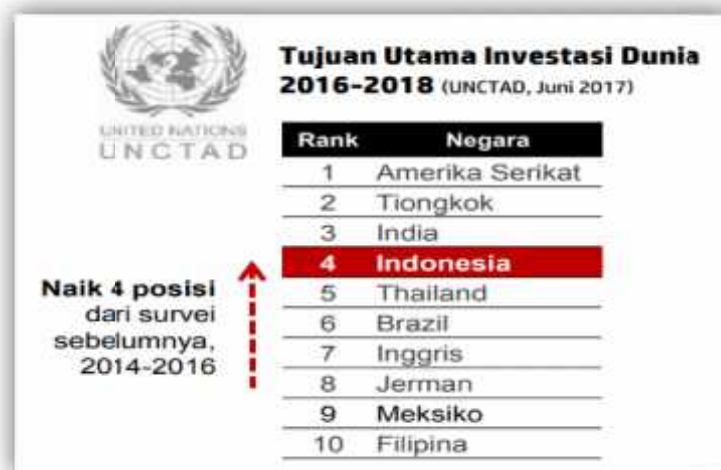 UNITED NATIONS
UNCTAD
Tujuan Utama Investasi Dunia
2016-2018 (UNCTAD, Juni 2017)
Rank Negara
1 Amerika Serikat
2 Tiongkok
3 India
4 Indonesia
5 Thailand
6 Brazil
7 Inggris
8 Jerman
9 Meksiko
10 Filipina
Naik 4 posisi
dari survei
sebelumnya,
2014-2016